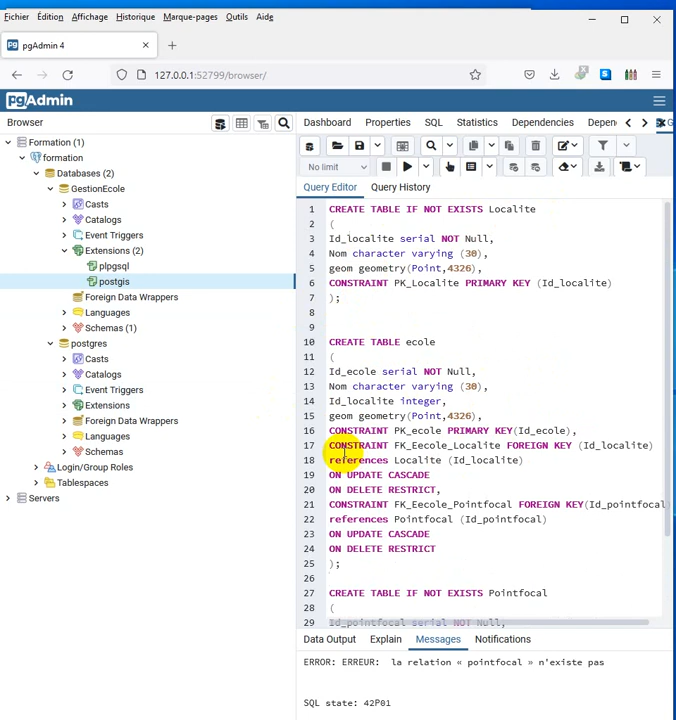 Fichier Édition Affichage Historique Marque-pages Outils Aide
pgAdmin 4
127.0.0.1:52799/browser/
pgAdmin
Browser
Dashboard Properties SQL Statistics Dependencies Depen
Formation (1)
formation
Databases (2)
GestionEcole
Casts
Catalogs
Event Triggers
Extensions (2)
plpgsql
postgis
Foreign Data Wrappers
Languages
Schemas (1)
postgres
Casts
Catalogs
Event Triggers
Extensions
Foreign Data Wrappers
Languages
Schemas
Login/Group Roles
Tablespaces
Servers
No limit
Query Editor Query History
1 CREATE TABLE IF NOT EXISTS Localite
2 (
3 Id_localite serial NOT Null,
4 Nom character varying (30),
5 geom geometry(Point,4326),
6 CONSTRAINT PK_Localite PRIMARY KEY (Id_localite)
7 );
8
9
10 CREATE TABLE ecole
11 (
12 Id_ecole serial NOT Null,
13 Nom character varying (30),
14 Id_localite integer,
15 geom geometry(Point,4326),
16 CONSTRAINT PK_ecole PRIMARY KEY(Id_ecole),
17 CONSTRAINT FK_Eecole_Localite FOREIGN KEY (Id_localite)
18 references Localite (Id_localite)
19 ON UPDATE CASCADE
20 ON DELETE RESTRICT,
21 CONSTRAINT FK_Eecole_Pointfocal FOREIGN KEY(Id_pointfocal
22 references Pointfocal (Id_pointfocal)
23 ON UPDATE CASCADE
24 ON DELETE RESTRICT
25 );
26
27 CREATE TABLE IF NOT EXISTS Pointfocal
28 (
29 Id_pointfocal serial NOT Null,
Data Output Explain Messages Notifications
ERROR: ERREUR: la relation « pointfocal » n'existe pas
SQL state: 42P01